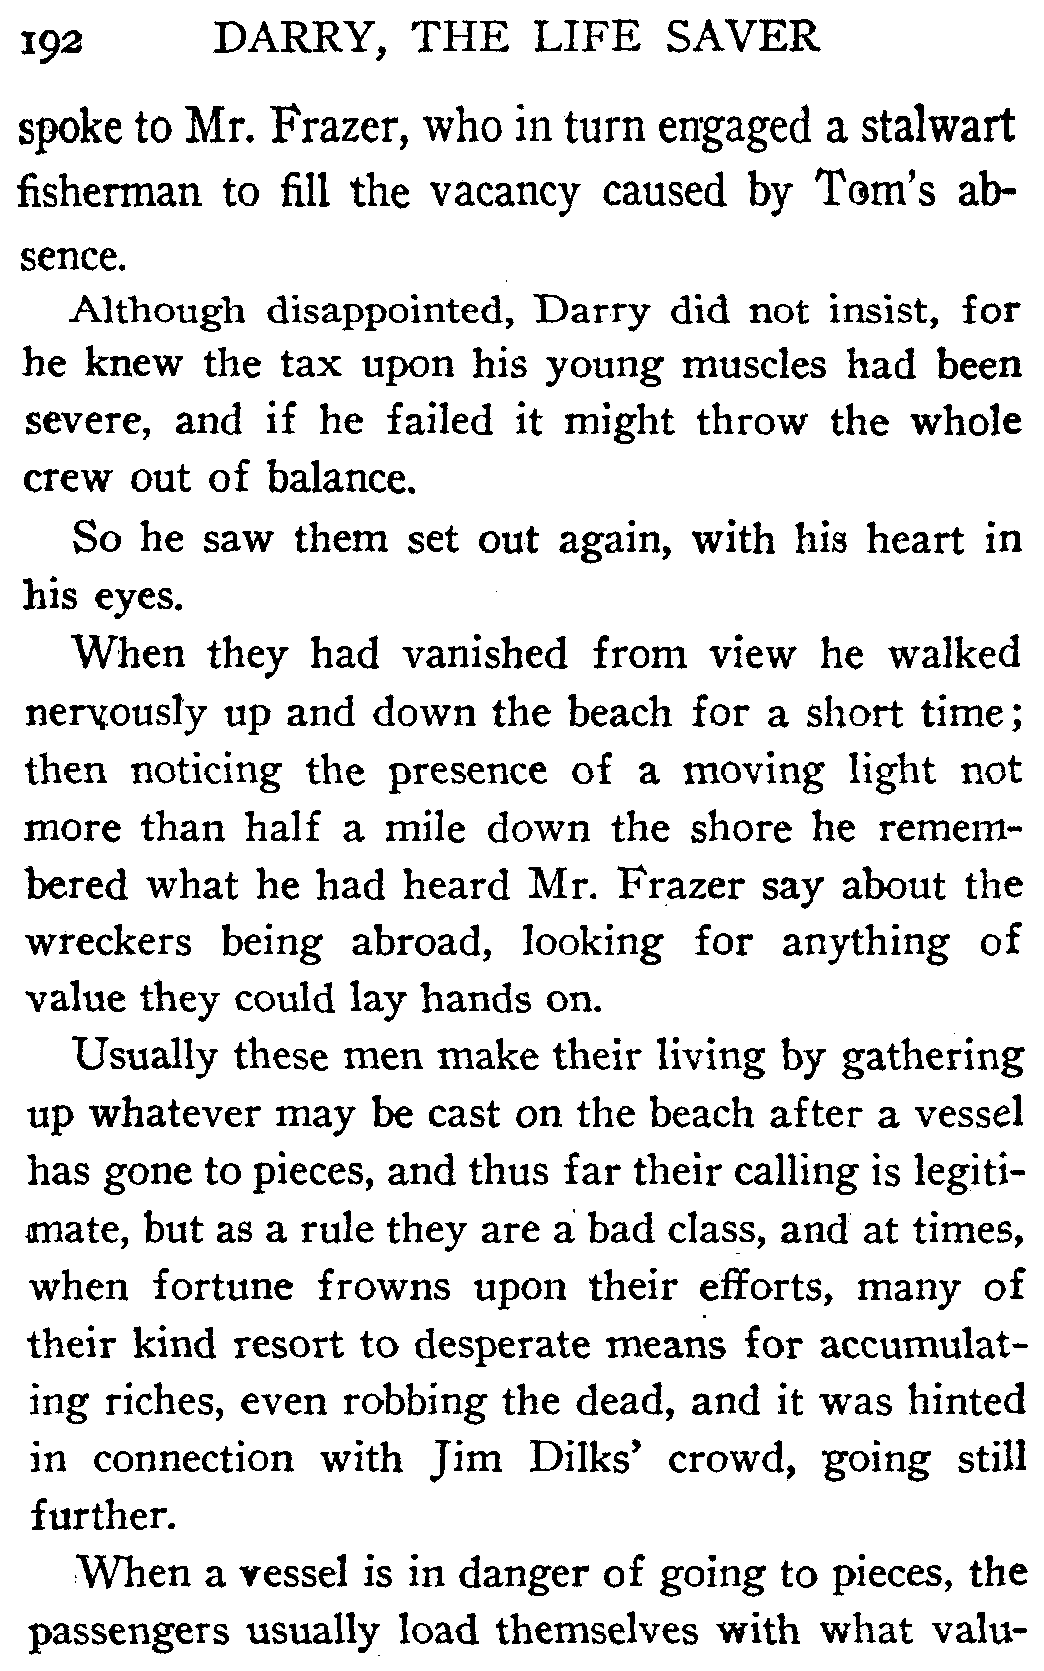 192 DARRY, THE LIFE SAVER
spoke to Mr. Frazer, who in turn engaged a stalwart
fisherman to fill the vacancy caused by Tom's ab-
sence.
Although disappointed, Darry did not insist, for
he knew the tax upon his young muscles had been
severe, and if he failed it might throw the whole
crew out of balance.
So he saw them set out again, with his heart in
his eyes.
When they had vanished from view he walked
nervously up and down the beach for a short time;
then noticing the presence of a moving light not
more than half a mile down the shore he remem-
bered what he had heard Mr. Frazer say about the
wreckers being abroad, looking for anything of
value they could lay hands on.
Usually these men make their living by gathering
up whatever may be cast on the beach after a vessel
has gone to pieces, and thus far their calling is legiti-
mate, but as a rule they are a bad class, and at times,
when fortune frowns upon their efforts, many of
their kind resort to desperate means for accumulat-
ing riches, even robbing the dead, and it was hinted
in connection with Jim Dilks' crowd, going still
further.
When a vessel is in danger of going to pieces, the
passengers usually load themselves with what valu-